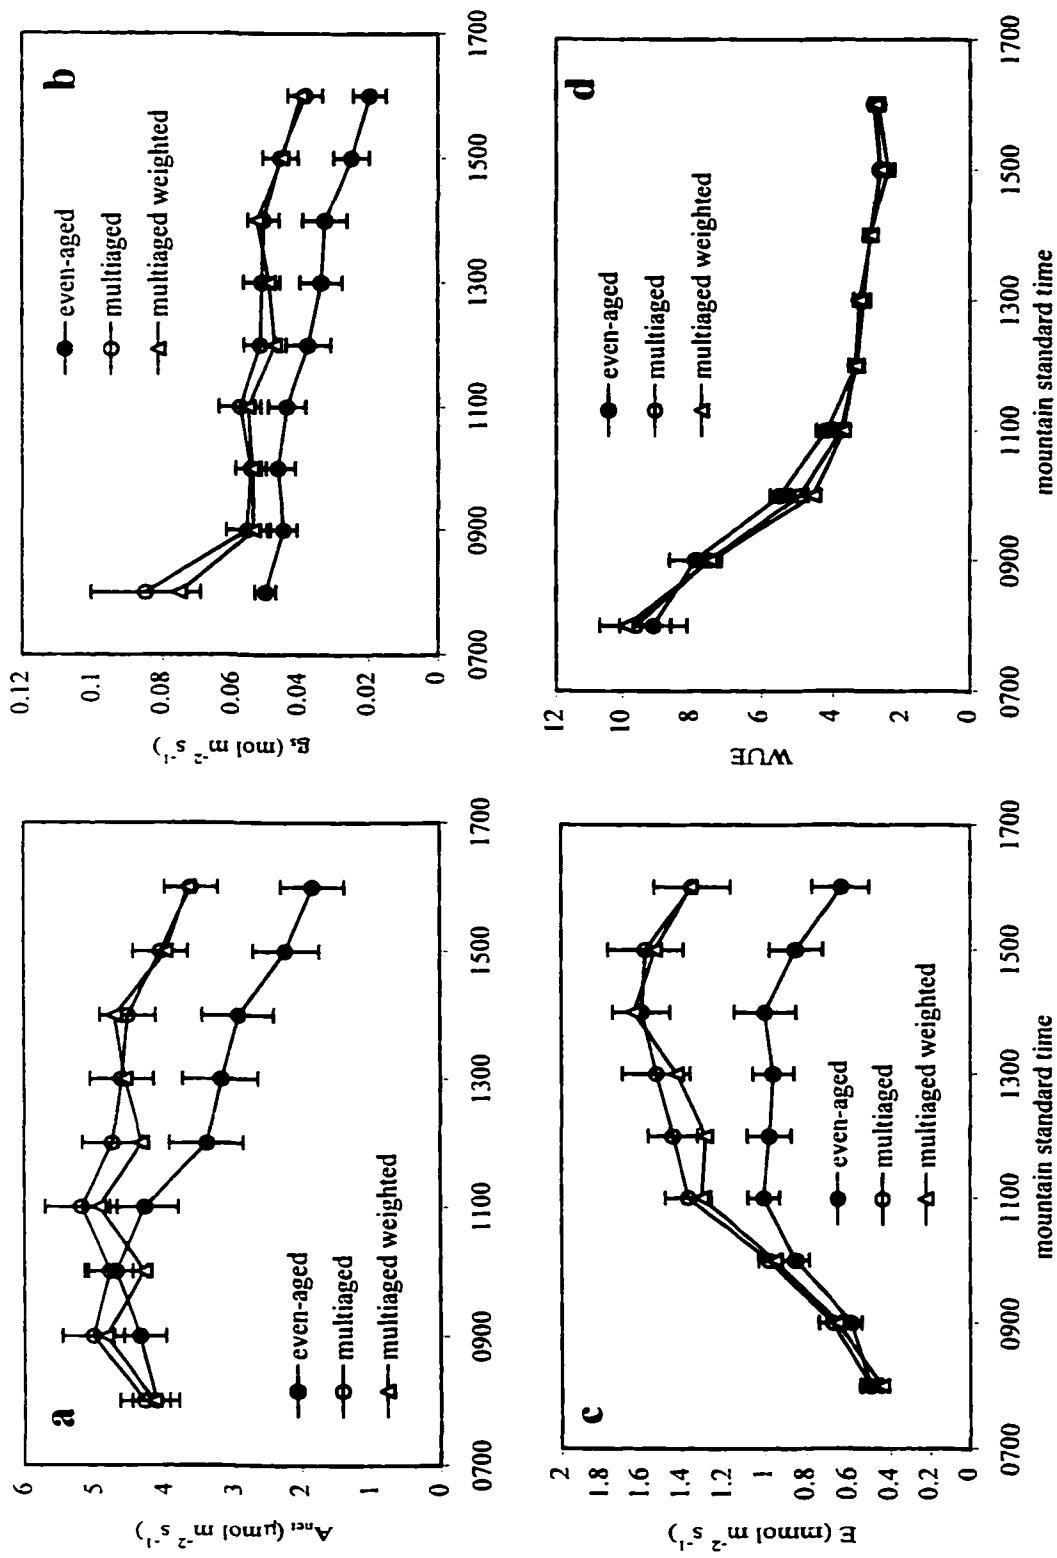 a
6
5
4
3
2
1
0
A_net (µmol m⁻² s⁻¹)
0700
0900
1100
1300
1500
1700
even-aged
multiaged
multiaged weighted
b
0.12
0.1
0.08
0.06
0.04
0.02
0
g_s (mol m⁻² s⁻¹)
0700
0900
1100
1300
1500
1700
even-aged
multiaged
multiaged weighted
c
2
1.8
1.6
1.4
1.2
1
0.8
0.6
0.4
0.2
0
E (mmol m⁻² s⁻¹)
0700
0900
1100
1300
1500
1700
mountain standard time
even-aged
multiaged
multiaged weighted
d
12
10
8
6
4
2
0
WUE
0700
0900
1100
1300
1500
1700
mountain standard time
even-aged
multiaged
multiaged weighted